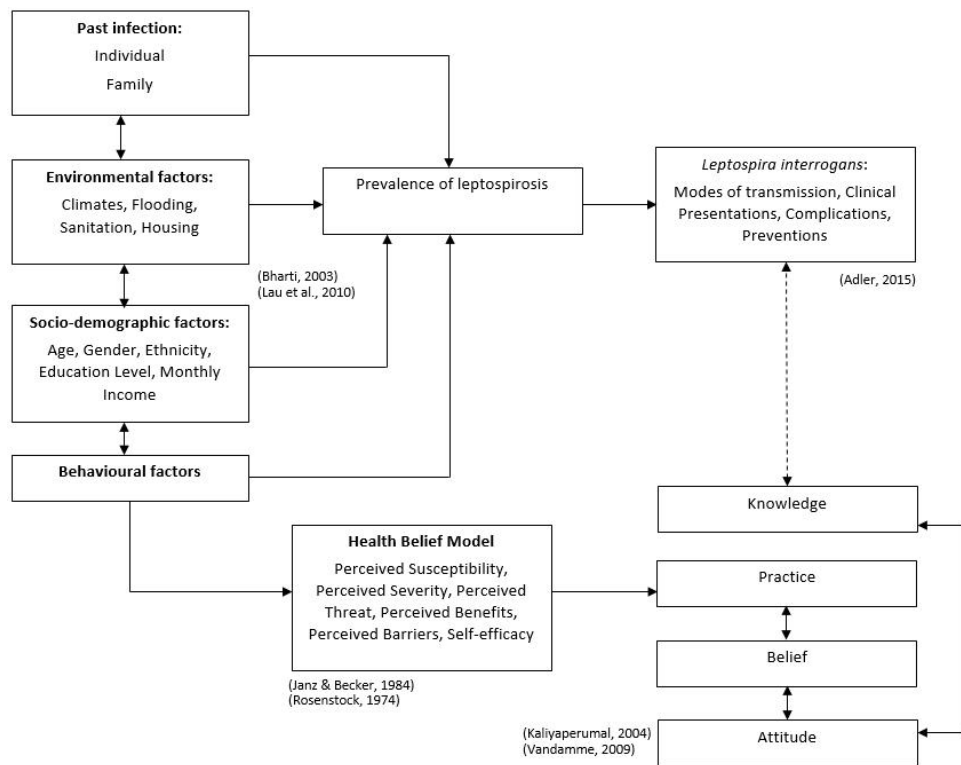 Past infection:
Individual
Family
Environmental factors:
Climates, Flooding,
Sanitation, Housing
(Bharti, 2003)
(Lau et al., 2010)
Socio-demographic factors:
Age, Gender, Ethnicity,
Education Level, Monthly
Income
Behavioural factors
Prevalence of leptospirosis
Leptospira interrogans:
Modes of transmission, Clinical
Presentations, Complications,
Preventions
(Adler, 2015)
Health Belief Model
Perceived Susceptibility,
Perceived Severity, Perceived
Threat, Perceived Benefits,
Perceived Barriers, Self-efficacy
(Janz & Becker, 1984)
(Rosenstock, 1974)
Knowledge
Practice
Belief
Attitude
(Kaliyaperumal, 2004)
(Vandamme, 2009)